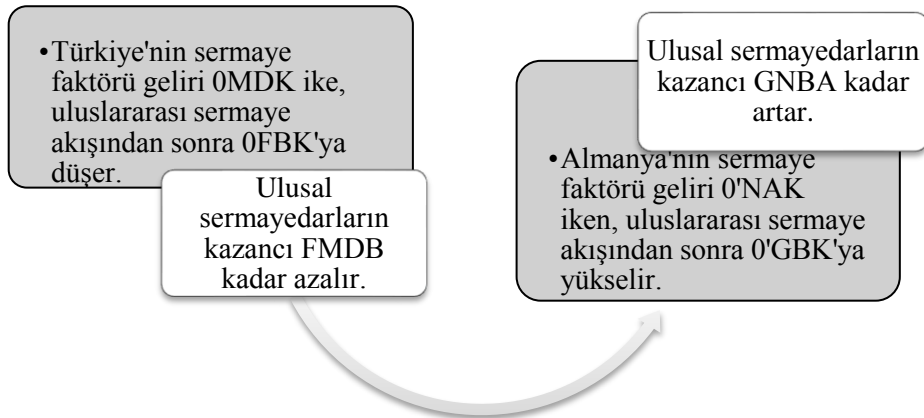 •Türkiye'nin sermaye
faktörü geliri 0MDK ike,
uluslararası sermaye
akışından sonra 0FBK'ya
düşer.
Ulusal
sermayedarların
kazancı FMDB
kadar azalır.
Ulusal sermayedarların
kazancı GNBA kadar
artar.
•Almanya'nin sermaye
faktörü geliri 0'NAK
iken, uluslararası sermaye
akışından sonra 0'GBK'ya
yükselir.